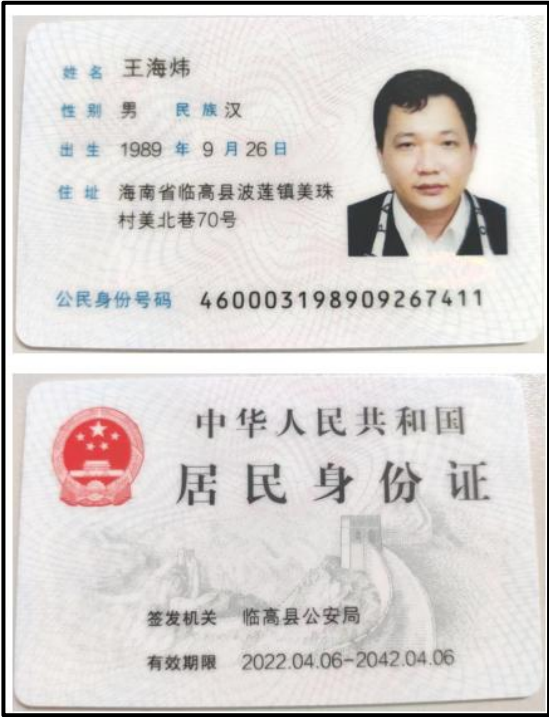 姓名 王海炜
性别 男 民族 汉
出生 1989 年 9 月 26 日
住址 海南省临高县波莲镇美珠
村美北巷70号
公民身份号码 460003198909267411
中华人民共和国
居民身份证
签发机关 临高县公安局
有效期限 2022.04.06-2042.04.06